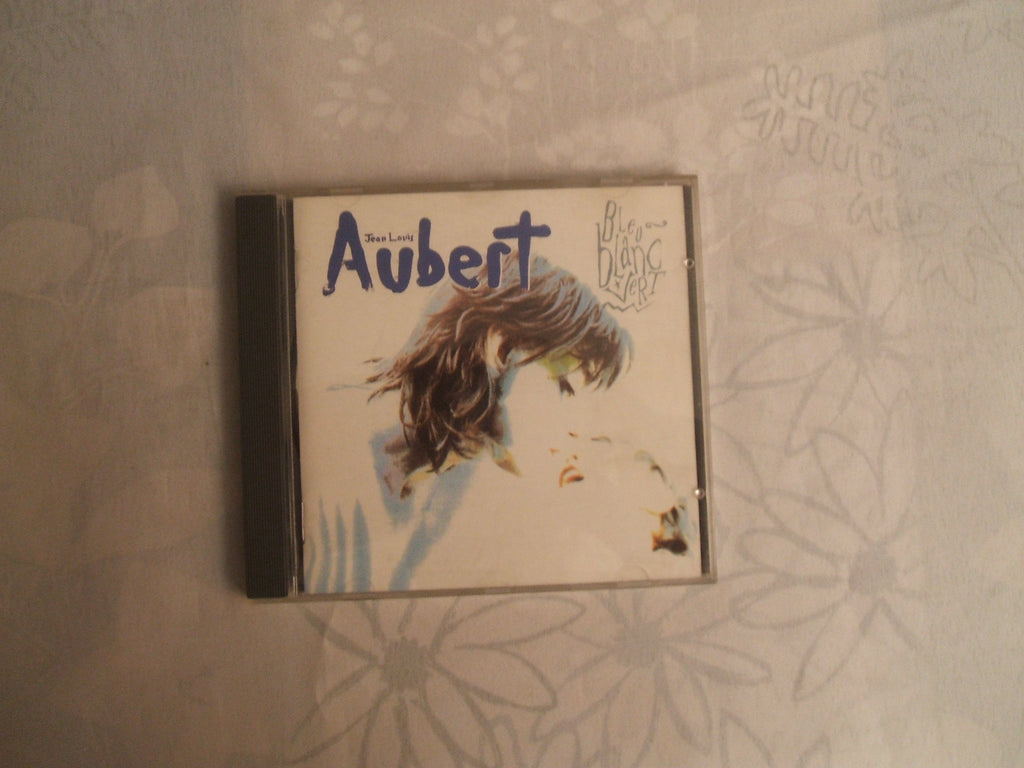 Jean Louis
Aubert
Bleu
blanc
vert